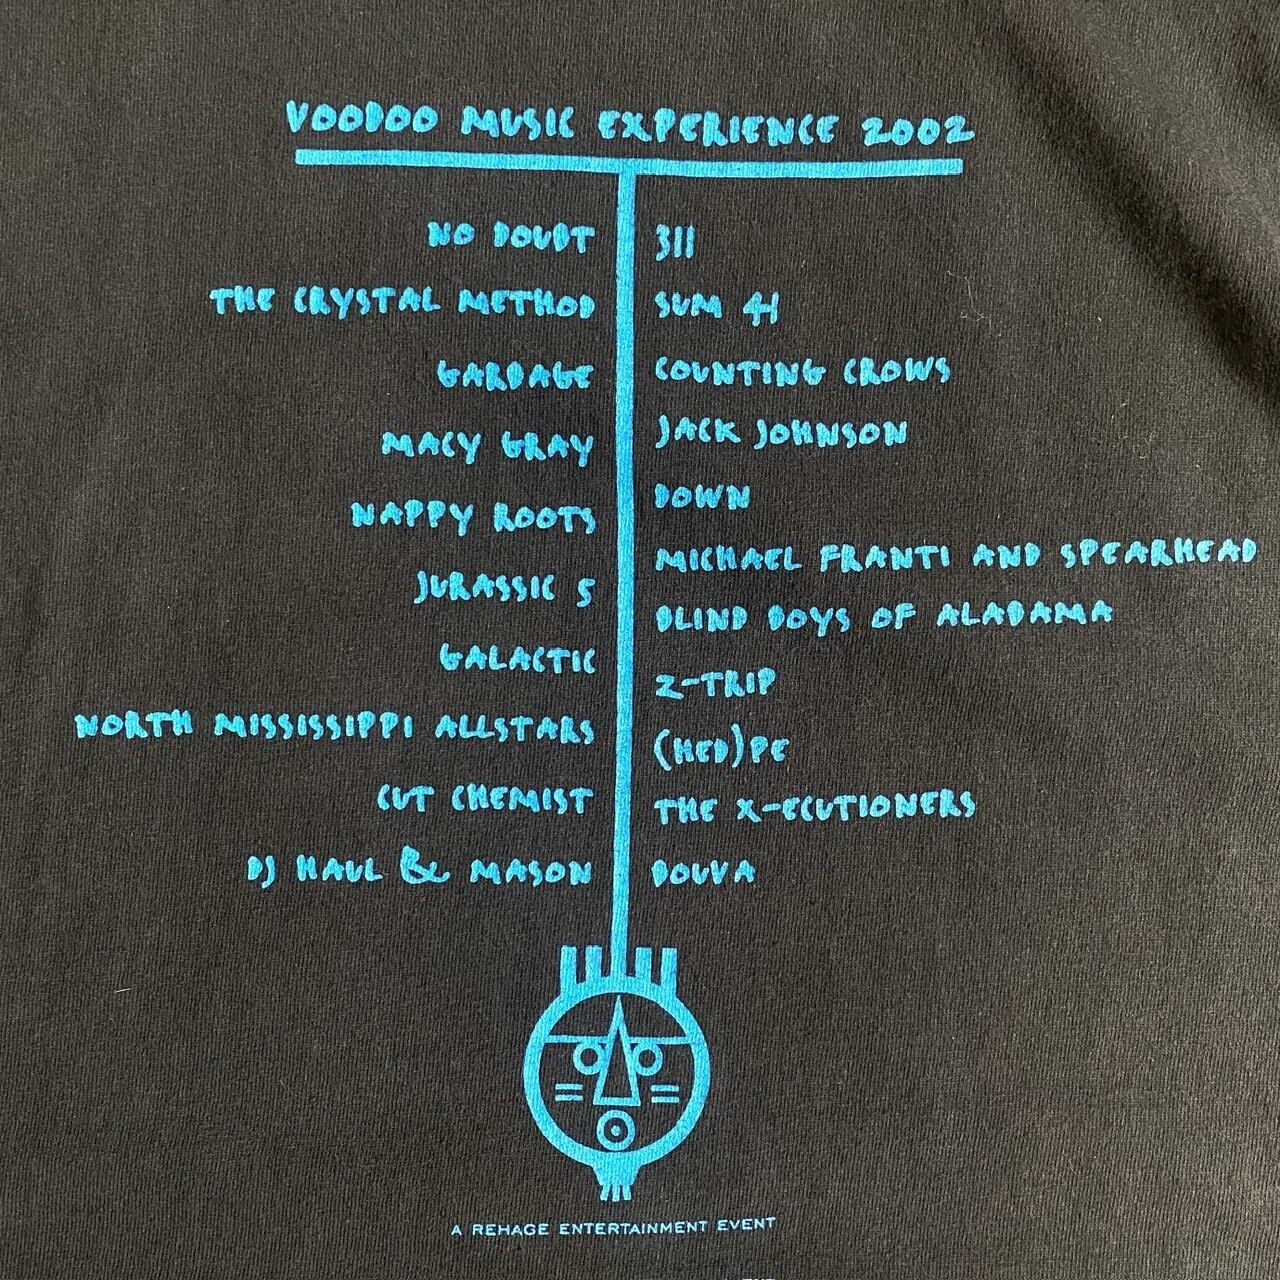 VOODOO MUSIC EXPERIENCE 2002
NO DOUBT
THE CRYSTAL METHOD
GARBAGE
MACY GRAY
NAPPY ROOTS
JURASSIC 5
GALACTIC
NORTH MISSISSIPPI ALLSTARS
CUT CHEMIST
DJ HAUL & MASON
311
SUM 41
COUNTING CROWS
JACK JOHNSON
DOWN
MICHAEL FRANTI AND SPEARHEAD
BLIND BOYS OF ALABAMA
Z-TRIP
(HED)PE
THE X-ECUTIONERS
DOUVA
A REHAGE ENTERTAINMENT EVENT